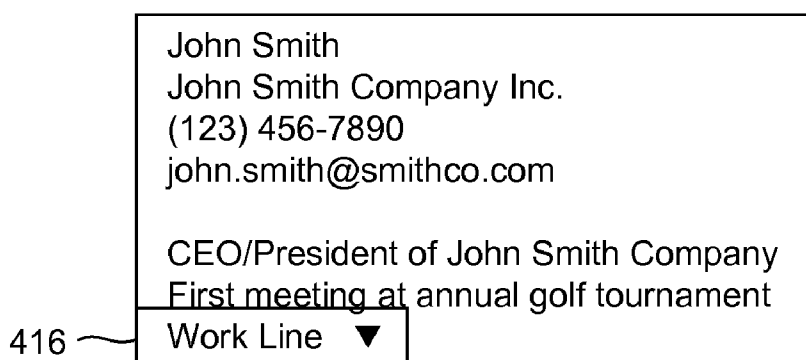 John Smith
John Smith Company Inc.
(123) 456-7890
john.smith@smithco.com
CEO/President of John Smith Company
First meeting at annual golf tournament
416 Work Line ▼